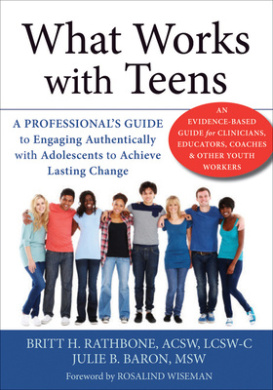 What Works
with Teens
A PROFESSIONAL'S GUIDE
to Engaging Authentically
with Adolescents to Achieve
Lasting Change
AN
EVIDENCE-BASED
GUIDE for CLINICIANS,
EDUCATORS, COACHES
& OTHER YOUTH
WORKERS
BRITT H. RATHBONE, ACSW, LCSW-C
JULIE B. BARON, MSW
Foreword by ROSALIND WISEMAN